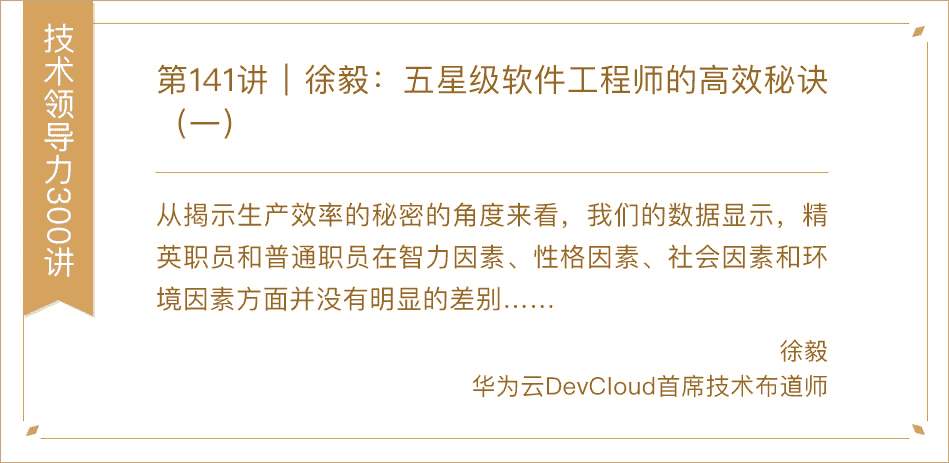 技术领导力300讲
第141讲｜徐毅：五星级软件工程师的高效秘诀
（一）
从揭示生产效率的秘密的角度来看，我们的数据显示，精
英职员和普通职员在智力因素、性格因素、社会因素和环
境因素方面并没有明显的差别……
徐毅
华为云DevCloud首席技术布道师